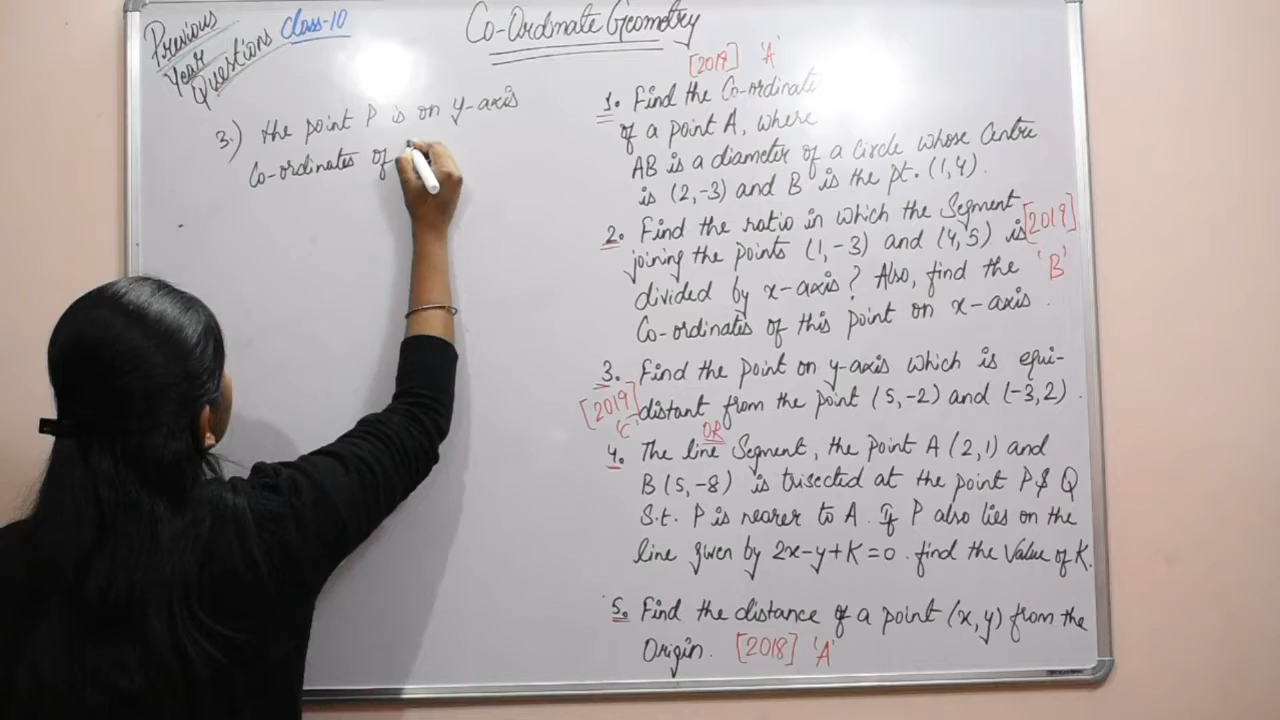 Previous
Year
Questions Class-10
Co-Ordinate Geometry
3.) the point P is on y-axis
Co-ordinates of
[2019] 'A'
1. Find the Co-ordinate
of a point A, where
AB is a diameter of a Circle whose Centre
is (2,-3) and B is the pt. (1,4).
2. Find the ratio in which the Segment [2019]
joining the points (1,-3) and (4,5) is
divided by x-axis? Also, find the 'B'
Co-ordinates of this point on x-axis.
3. Find the point on y-axis which is equi-
[2019] distant from the point (5,-2) and (-3,2).
'C' OR
4. The line Segment, the point A (2,1) and
B (5,-8) is trisected at the point P & Q
S.t. P is nearer to A. If P also lies on the
line given by 2x-y+K=0. find the Value of K.
5. Find the distance of a point (x,y) from the
Origin. [2018] 'A'